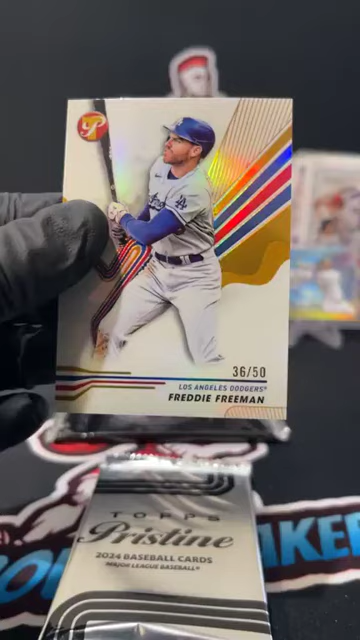 P
36/50
LOS ANGELES DODGERS®
FREDDIE FREEMAN
TOPPS
Pristine
2024 BASEBALL CARDS
MAJOR LEAGUE BASEBALL®